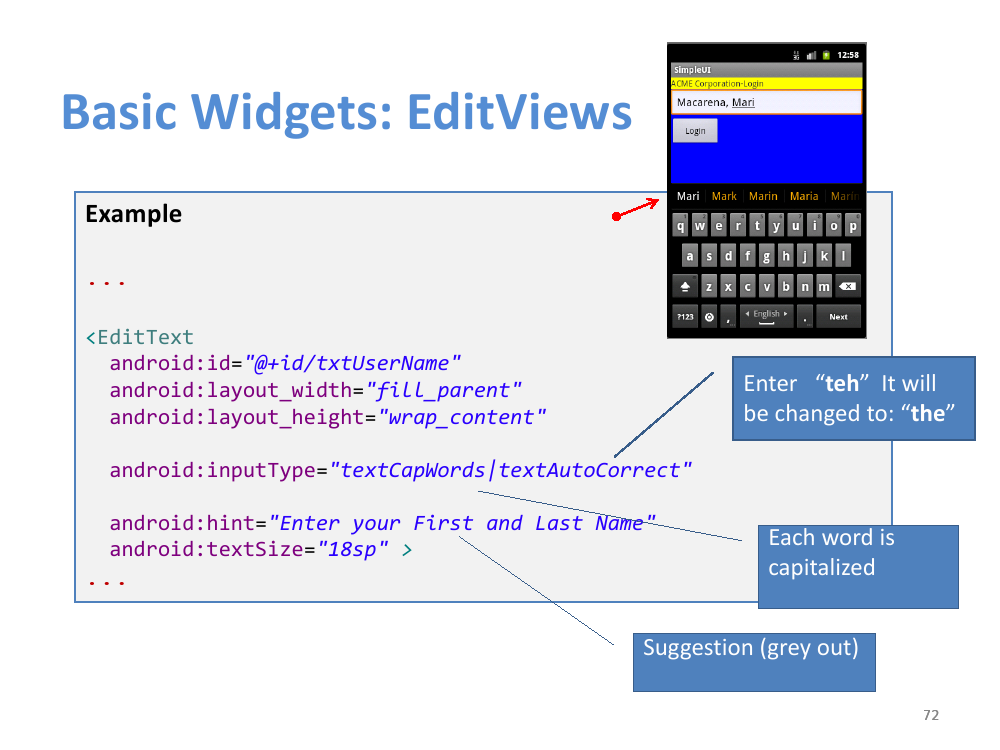 Basic Widgets: EditViews
12:58
SimpleUI
ACME Corporation-Login
Macarena, Mari
Login
Mari Mark Marin Maria Marin
q w e r t y u i o p
a s d f g h j k l
z x c v b n m
?123 , English . Next
Example
...
<EditText
android:id="@+id/txtUserName"
android:layout_width="fill_parent"
android:layout_height="wrap_content"
android:inputType="textCapWords|textAutoCorrect"
android:hint="Enter your First and Last Name"
android:textSize="18sp" >
...
Enter “teh” It will
be changed to: “the”
Each word is
capitalized
Suggestion (grey out)
72